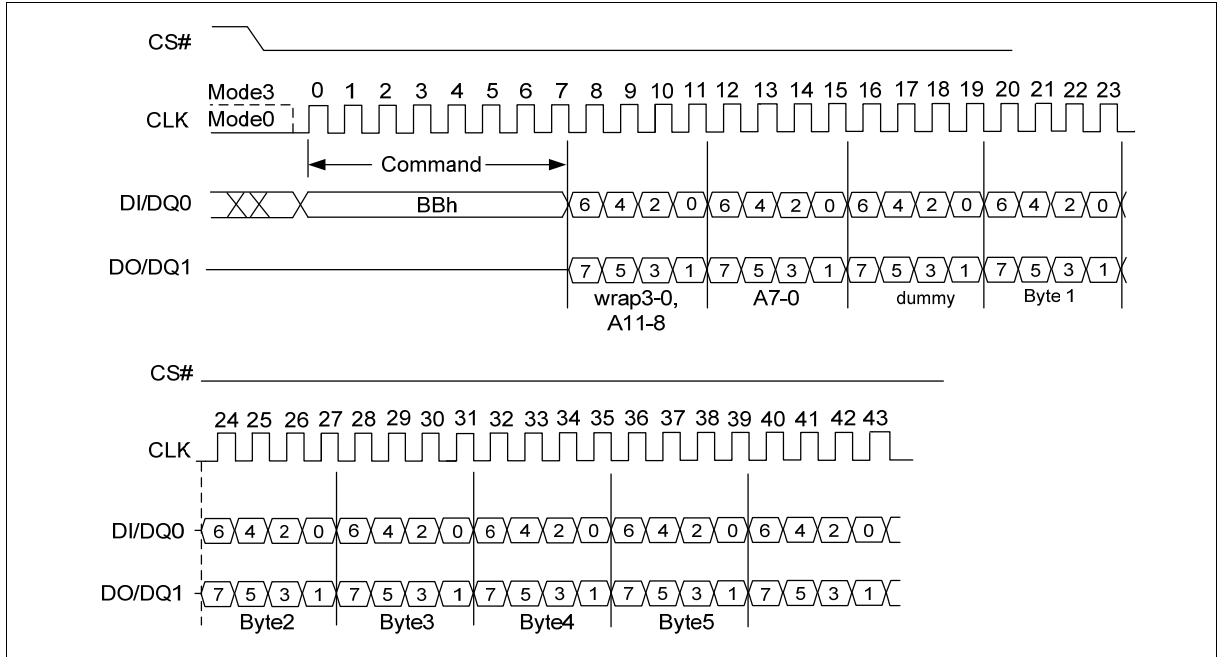 CS#
Mode3 0 1 2 3 4 5 6 7 8 9 10 11 12 13 14 15 16 17 18 19 20 21 22 23
CLK Mode0
Command
DI/DQ0 BBh 6 4 2 0 6 4 2 0 6 4 2 0 6 4 2 0
DO/DQ1 7 5 3 1 7 5 3 1 7 5 3 1 7 5 3 1
wrap3-0, A7-0 dummy Byte 1
A11-8
CS#
24 25 26 27 28 29 30 31 32 33 34 35 36 37 38 39 40 41 42 43
CLK
DI/DQ0 6 4 2 0 6 4 2 0 6 4 2 0 6 4 2 0 6 4 2 0
DO/DQ1 7 5 3 1 7 5 3 1 7 5 3 1 7 5 3 1 7 5 3 1
Byte2 Byte3 Byte4 Byte5